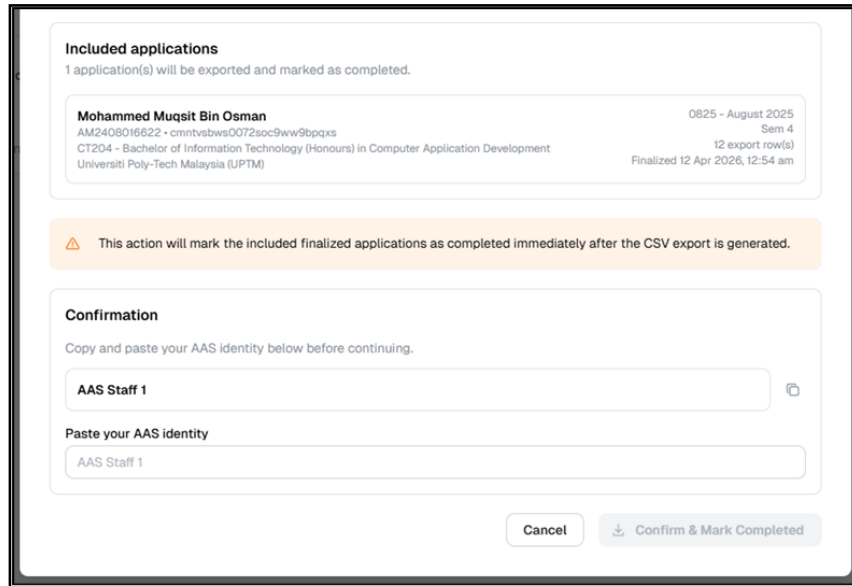 Included applications
1 application(s) will be exported and marked as completed.
Mohammed Muqsit Bin Osman
AM2408016622 • cmntvsbws0072soc9ww9bpqxs
CT204 - Bachelor of Information Technology (Honours) in Computer Application Development
Universiti Poly-Tech Malaysia (UPTM)
0825 - August 2025
Sem 4
12 export row(s)
Finalized 12 Apr 2026, 12:54 am
This action will mark the included finalized applications as completed immediately after the CSV export is generated.
Confirmation
Copy and paste your AAS identity below before continuing.
AAS Staff 1
Paste your AAS identity
AAS Staff 1
Cancel
Confirm & Mark Completed